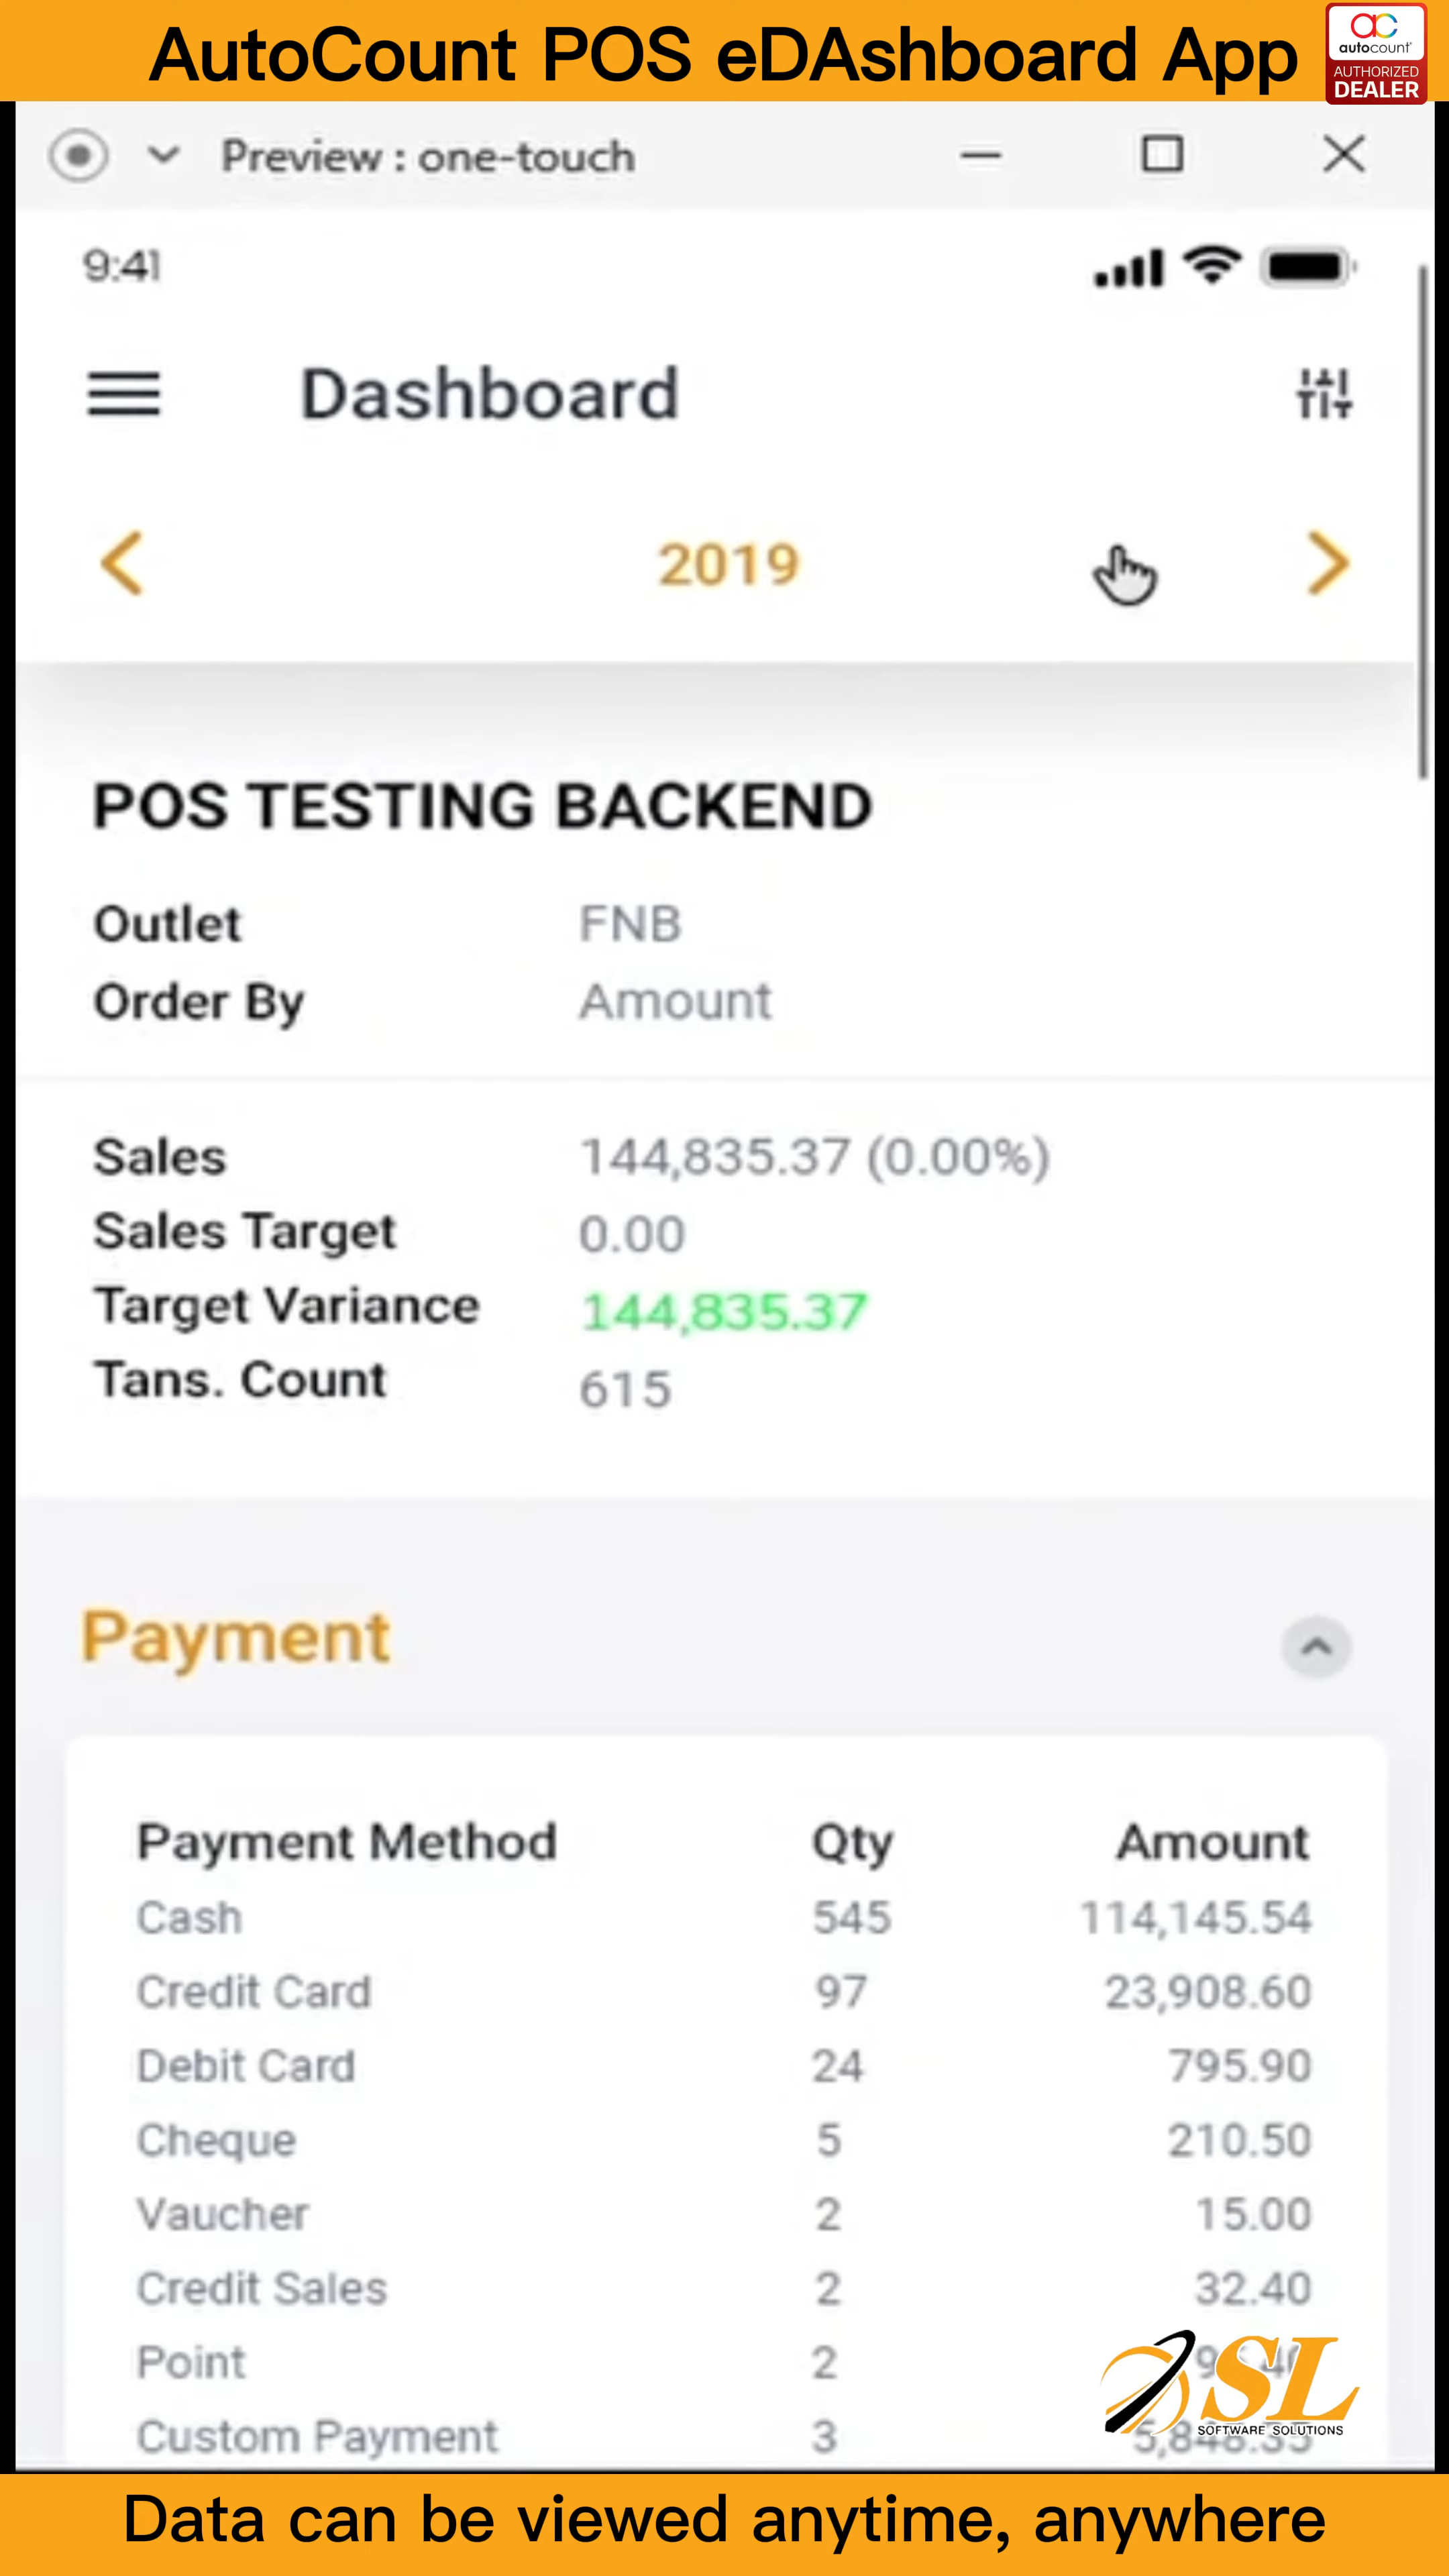 AutoCount POS eDAshboard App
autocount
AUTHORIZED
DEALER
Preview : one-touch
9:41
Dashboard
2019
POS TESTING BACKEND
Outlet FNB
Order By Amount
Sales 144,835.37 (0.00%)
Sales Target 0.00
Target Variance 144,835.37
Tans. Count 615
Payment
Payment Method Qty Amount
Cash 545 114,145.54
Credit Card 97 23,908.60
Debit Card 24 795.90
Cheque 5 210.50
Vaucher 2 15.00
Credit Sales 2 32.40
Point 2
Custom Payment 3
SL
SOFTWARE SOLUTIONS
Data can be viewed anytime, anywhere